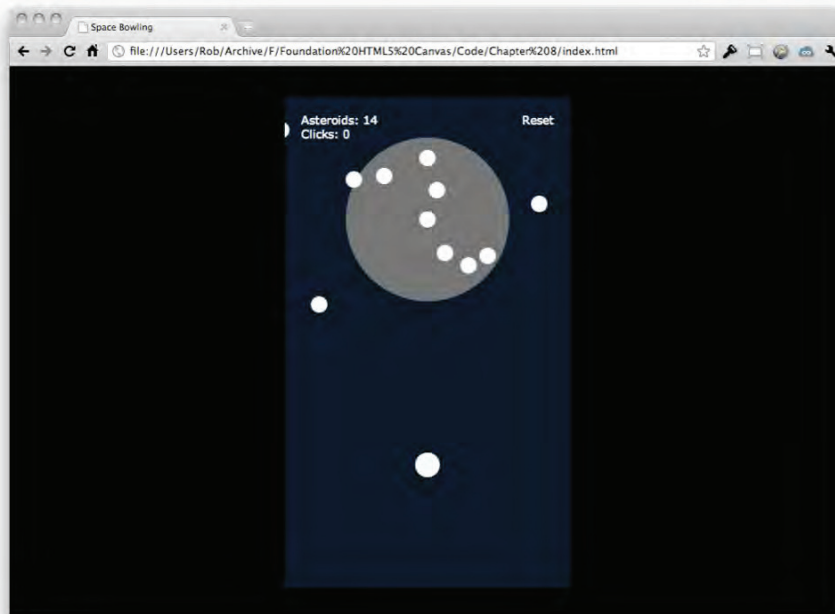 Space Bowling
file:///Users/Rob/Archive/F/Foundation%20HTML5%20Canvas/Code/Chapter%208/index.html
Asteroids: 14
Reset
Clicks: 0